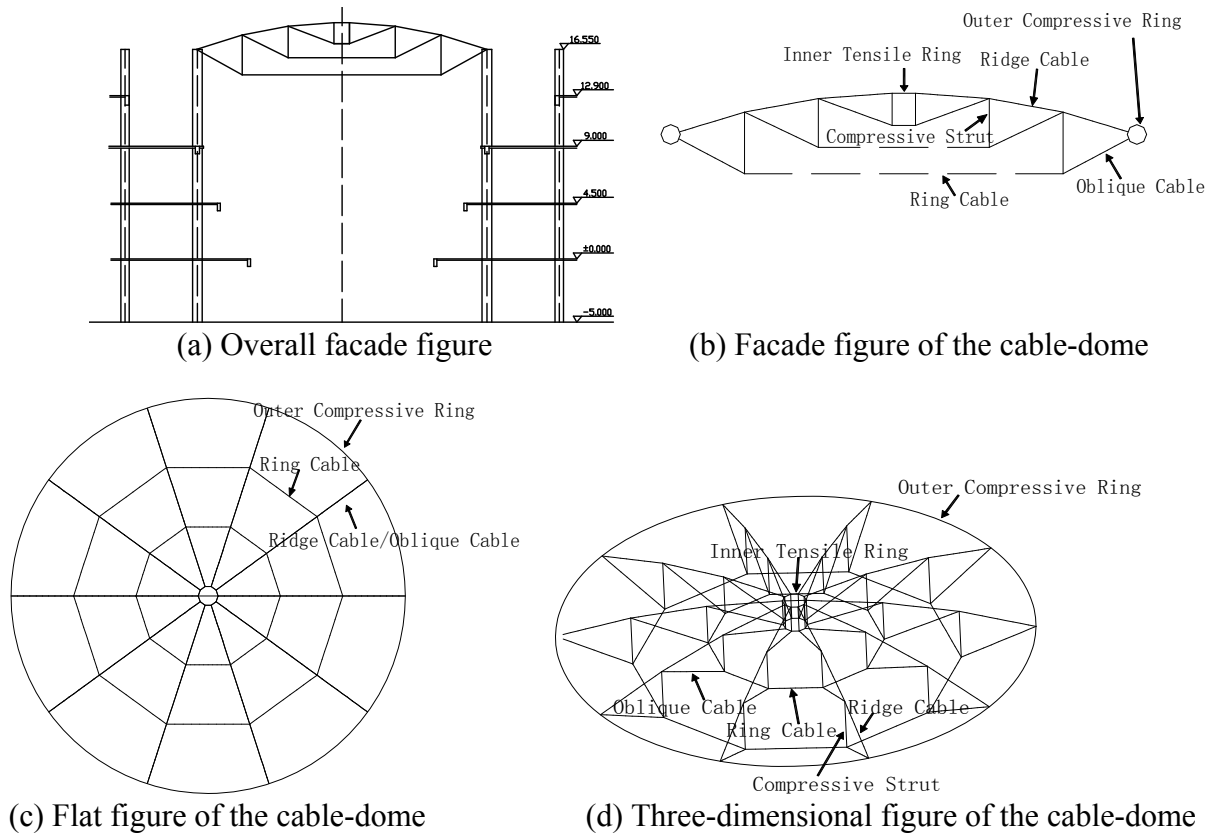 16.550
12.900
9.000
4.500
±0.000
-5.000
(a) Overall facade figure
Outer Compressive Ring
Inner Tensile Ring
Ridge Cable
Compressive Strut
Oblique Cable
Ring Cable
(b) Facade figure of the cable-dome
Outer Compressive Ring
Ring Cable
Ridge Cable/Oblique Cable
(c) Flat figure of the cable-dome
Outer Compressive Ring
Inner Tensile Ring
Oblique Cable
Ridge Cable
Ring Cable
Compressive Strut
(d) Three-dimensional figure of the cable-dome